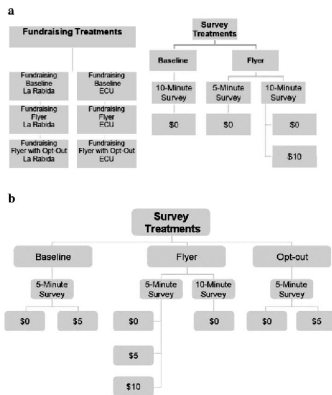 a
Fundraising Treatments
Fundraising
Baseline
La Rabida
Fundraising
Baseline
ECU
Fundraising
Flyer
La Rabida
Fundraising
Flyer
ECU
Fundraising
Flyer with Opt-Out
La Rabida
Fundraising
Flyer with Opt-Out
ECU
Survey
Treatments
Baseline
Flyer
10-Minute
Survey
5-Minute
Survey
10-Minute
Survey
$0
$0
$0
$10
b
Survey
Treatments
Baseline
Flyer
Opt-out
5-Minute
Survey
5-Minute
Survey
10-Minute
Survey
5-Minute
Survey
$0
$5
$0
$0
$0
$5
$5
$10